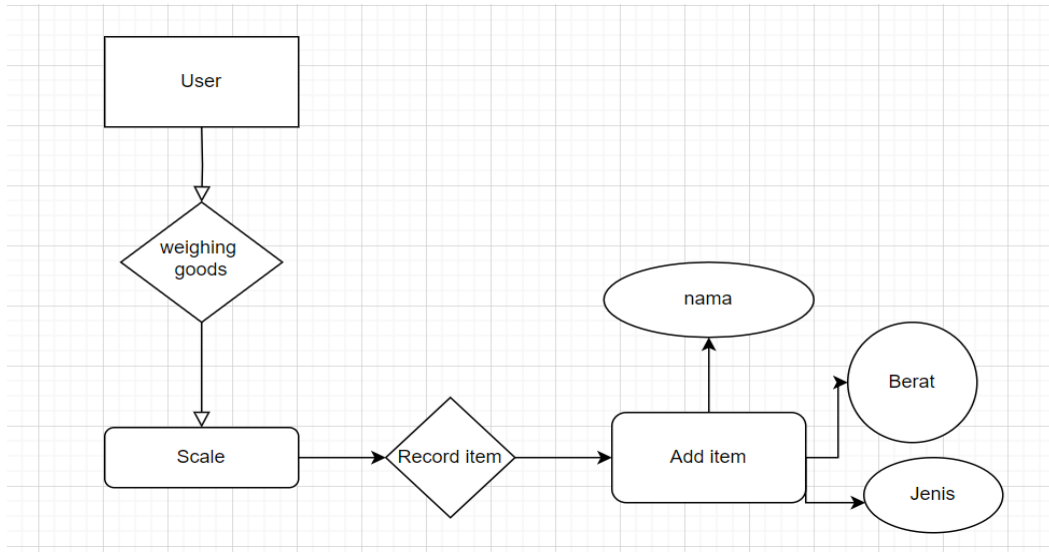 User
weighing
goods
nama
Berat
Scale
Record item
Add item
Jenis